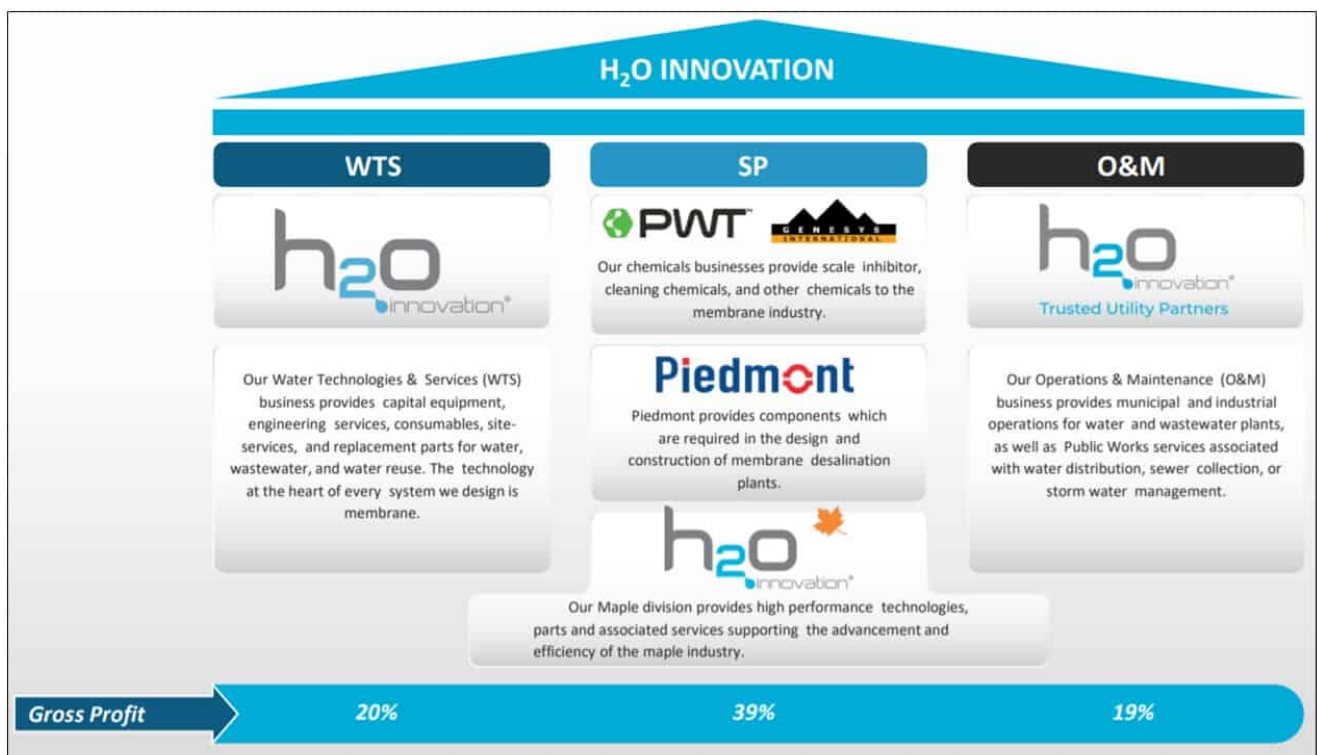 H₂O INNOVATION
WTS
SP
O&M
h2o
innovation®
PWT™
GENESYS
INTERNATIONAL
Our chemicals businesses provide scale inhibitor,
cleaning chemicals, and other chemicals to the
membrane industry.
h2o
innovation®
Trusted Utility Partners
Our Water Technologies & Services (WTS)
business provides capital equipment,
engineering services, consumables, site-
services, and replacement parts for water,
wastewater, and water reuse. The technology
at the heart of every system we design is
membrane.
Piedmont
Piedmont provides components which
are required in the design and
construction of membrane desalination
plants.
Our Operations & Maintenance (O&M)
business provides municipal and industrial
operations for water and wastewater plants,
as well as Public Works services associated
with water distribution, sewer collection, or
storm water management.
h2o
innovation®
Our Maple division provides high performance technologies,
parts and associated services supporting the advancement and
efficiency of the maple industry.
Gross Profit
20%
39%
19%